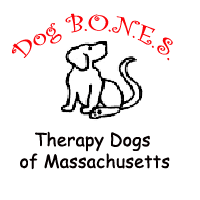 Dog B.O.N.E.S.
Therapy Dogs
of Massachusetts